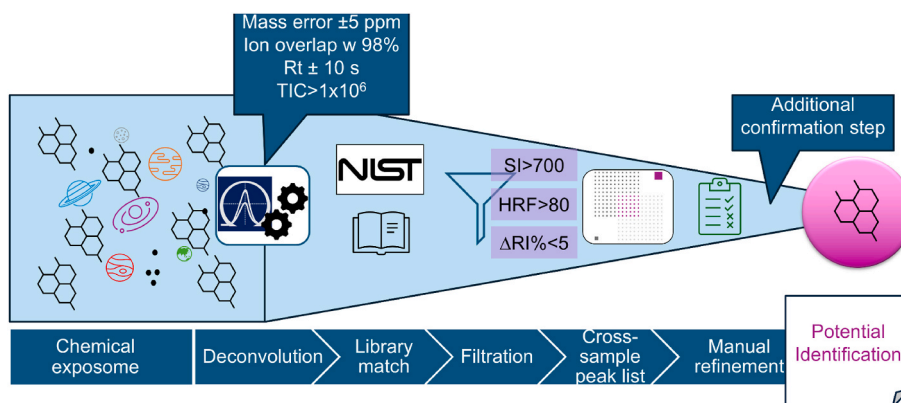 Mass error ±5 ppm
Ion overlap w 98%
Rt ± 10 s
TIC>1x10⁶
Additional
confirmation step
NIST
SI>700
HRF>80
ΔRI%<5
Chemical
exposome
Deconvolution
Library
match
Filtration
Cross-
sample
peak list
Manual
refinement
Potential
Identification